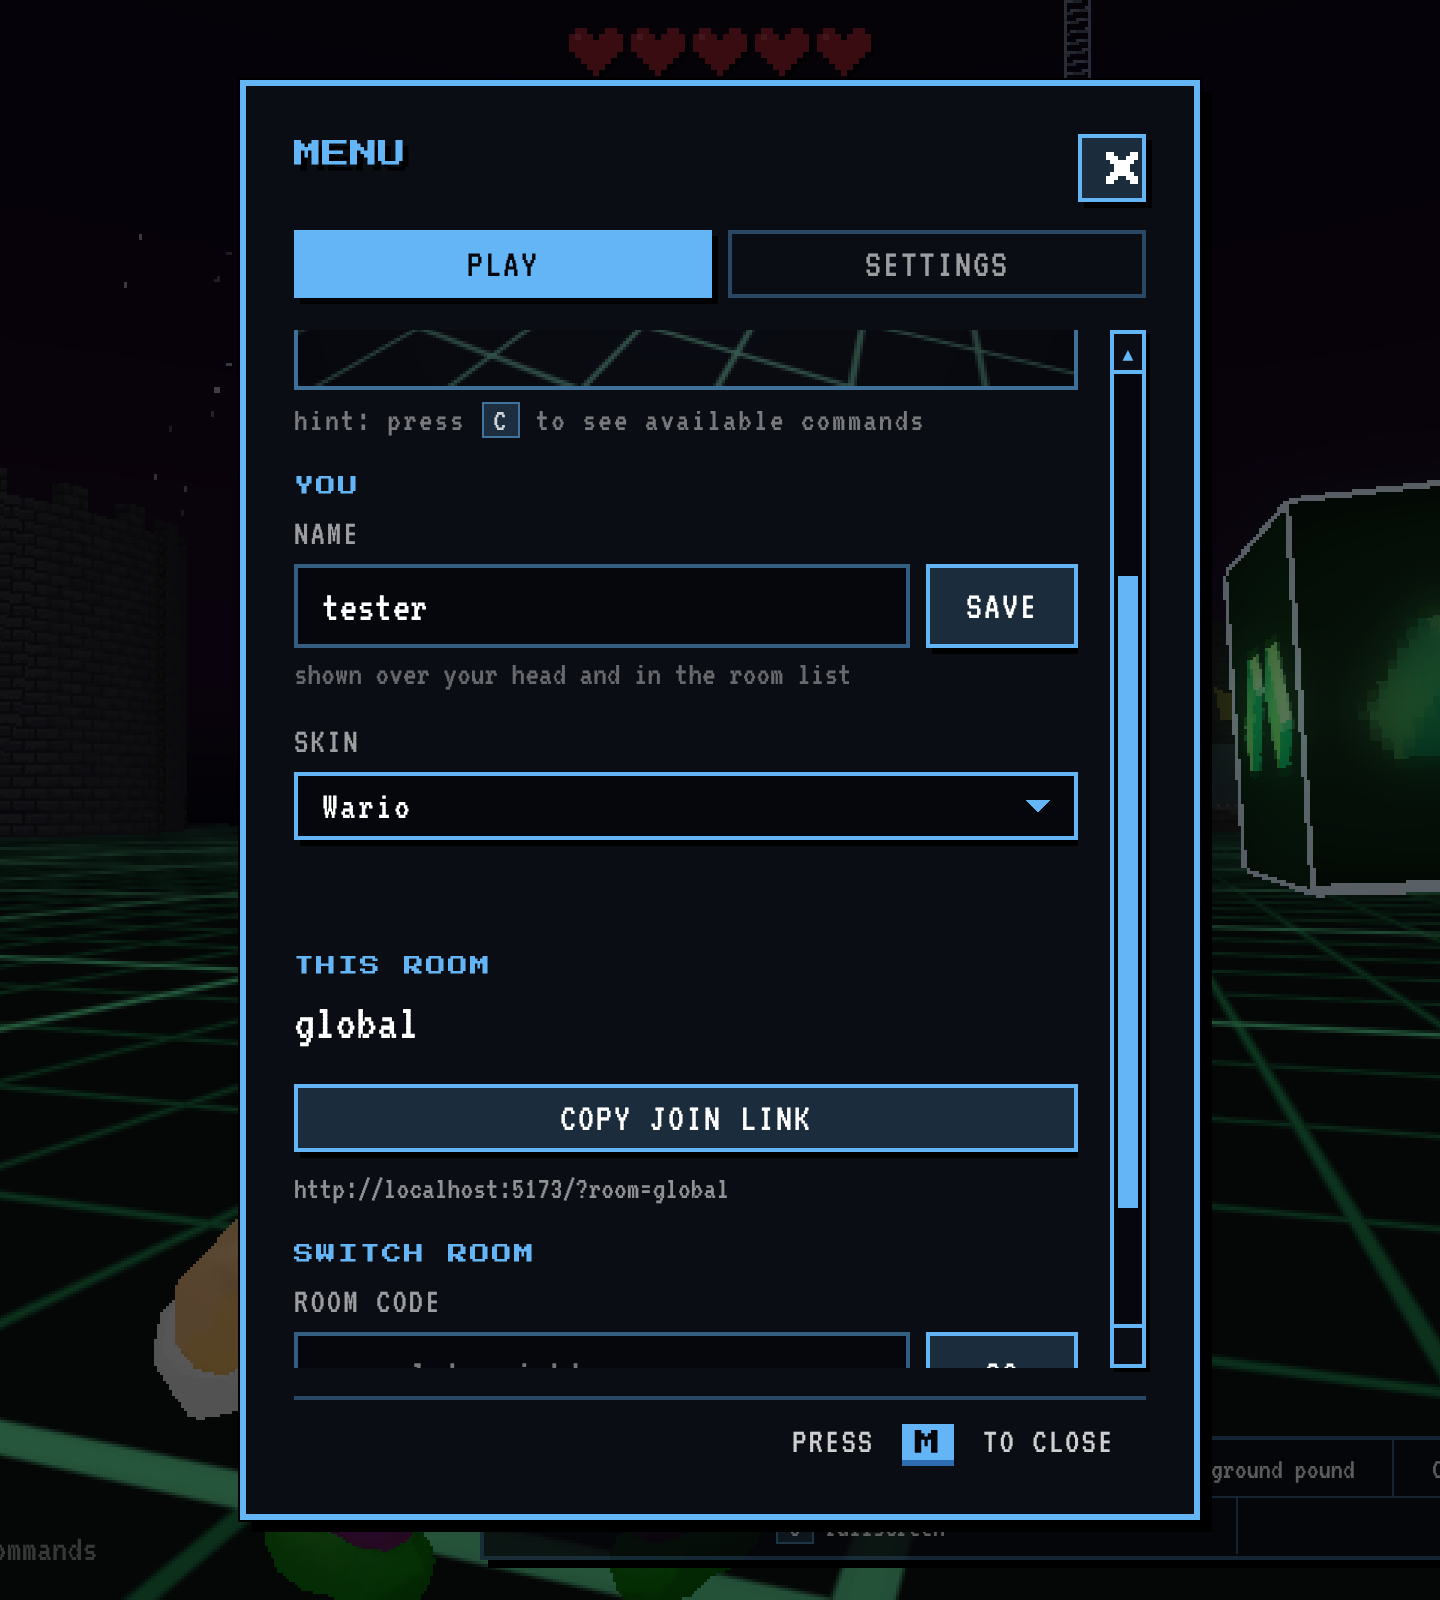 MENU
PLAY
SETTINGS
hint: press C to see available commands
YOU
NAME
tester
SAVE
shown over your head and in the room list
SKIN
Wario
THIS ROOM
global
COPY JOIN LINK
http://localhost:5173/?room=global
SWITCH ROOM
ROOM CODE
PRESS M TO CLOSE
ground pound